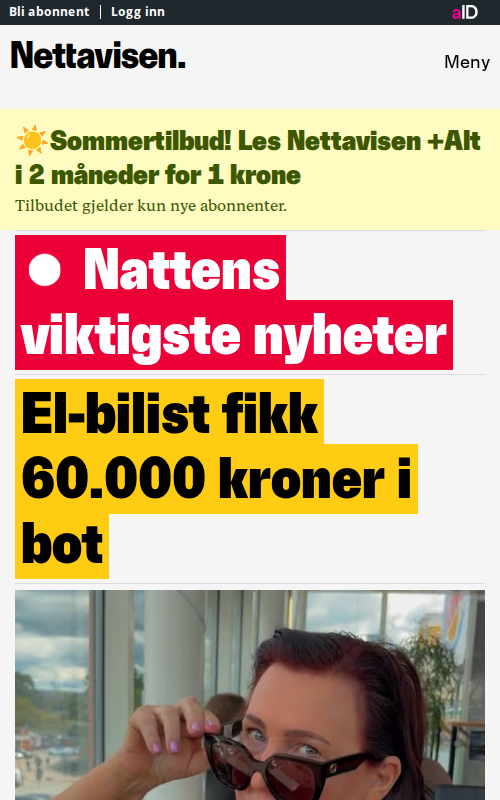 Bli abonnent | Logg inn
aID
Nettavisen.
Meny
☀️Sommertilbud! Les Nettavisen +Alt
i 2 måneder for 1 krone
Tilbudet gjelder kun nye abonnenter.
Nattens
viktigste nyheter
El-bilist fikk
60.000 kroner i
bot